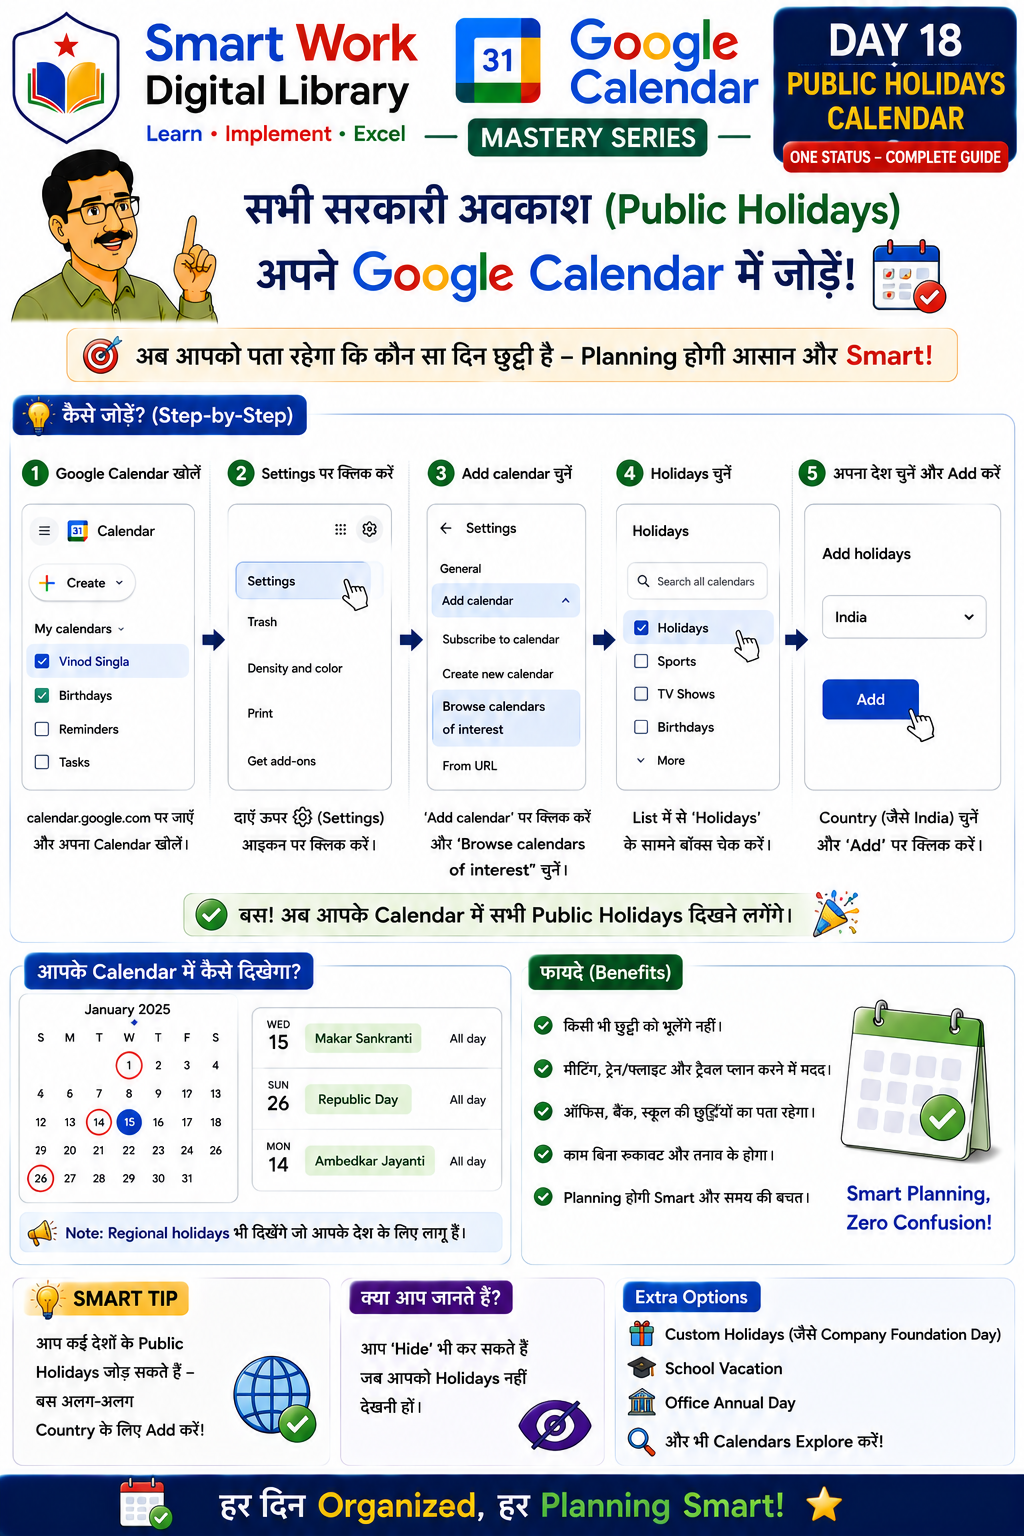 Smart Work
Digital Library
Learn • Implement • Excel
31
Google
Calendar
MASTERY SERIES
DAY 18
PUBLIC HOLIDAYS
CALENDAR
ONE STATUS – COMPLETE GUIDE
सभी सरकारी अवकाश (Public Holidays)
अपने Google Calendar में जोड़ें!
अब आपको पता रहेगा कि कौन सा दिन छुट्टी है – Planning होगी आसान और Smart!
कैसे जोड़ें? (Step-by-Step)
1 Google Calendar खोलें
31 Calendar
Create
My calendars
Vinod Singla
Birthdays
Reminders
Tasks
calendar.google.com पर जाएँ
और अपना Calendar खोलें।
2 Settings पर क्लिक करें
Settings
Trash
Density and color
Print
Get add-ons
दाएँ ऊपर (Settings)
आइकन पर क्लिक करें।
3 Add calendar चुनें
Settings
General
Add calendar
Subscribe to calendar
Create new calendar
Browse calendars
of interest
From URL
'Add calendar' पर क्लिक करें
और 'Browse calendars
of interest" चुनें।
4 Holidays चुनें
Holidays
Search all calendars
Holidays
Sports
TV Shows
Birthdays
More
List में से 'Holidays'
के सामने बॉक्स चेक करें।
5 अपना देश चुनें और Add करें
Add holidays
India
Add
Country (जैसे India) चुनें
और 'Add' पर क्लिक करें।
बस! अब आपके Calendar में सभी Public Holidays दिखने लगेंगे।
आपके Calendar में कैसे दिखेगा?
January 2025
S M T W T F S
1 2 3 4
4 6 7 8 9 17 13
12 13 14 15 16 17 18
29 20 21 22 23 24 26
26 27 28 29 30 31
WED
15 Makar Sankranti All day
SUN
26 Republic Day All day
MON
14 Ambedkar Jayanti All day
Note: Regional holidays भी दिखेंगे जो आपके देश के लिए लागू हैं।
फायदे (Benefits)
किसी भी छुट्टी को भूलेंगे नहीं।
मीटिंग, ट्रेन/फ्लाइट और ट्रैवल प्लान करने में मदद।
ऑफिस, बैंक, स्कूल की का पता रहेगा।
काम बिना रुकावट और तनाव के होगा।
Planning होगी Smart और समय की बचत।
Smart Planning,
Zero Confusion!
SMART TIP
आप कई देशों के Public
Holidays जोड़ सकते हैं –
बस अलग-अलग
Country के लिए Add करें!
क्या आप जानते हैं?
आप 'Hide' भी कर सकते हैं
जब आपको Holidays नहीं
देखनी हों।
Extra Options
Custom Holidays (जैसे Company Foundation Day)
School Vacation
Office Annual Day
और भी Calendars Explore करें!
हर दिन Organized, हर Planning Smart!